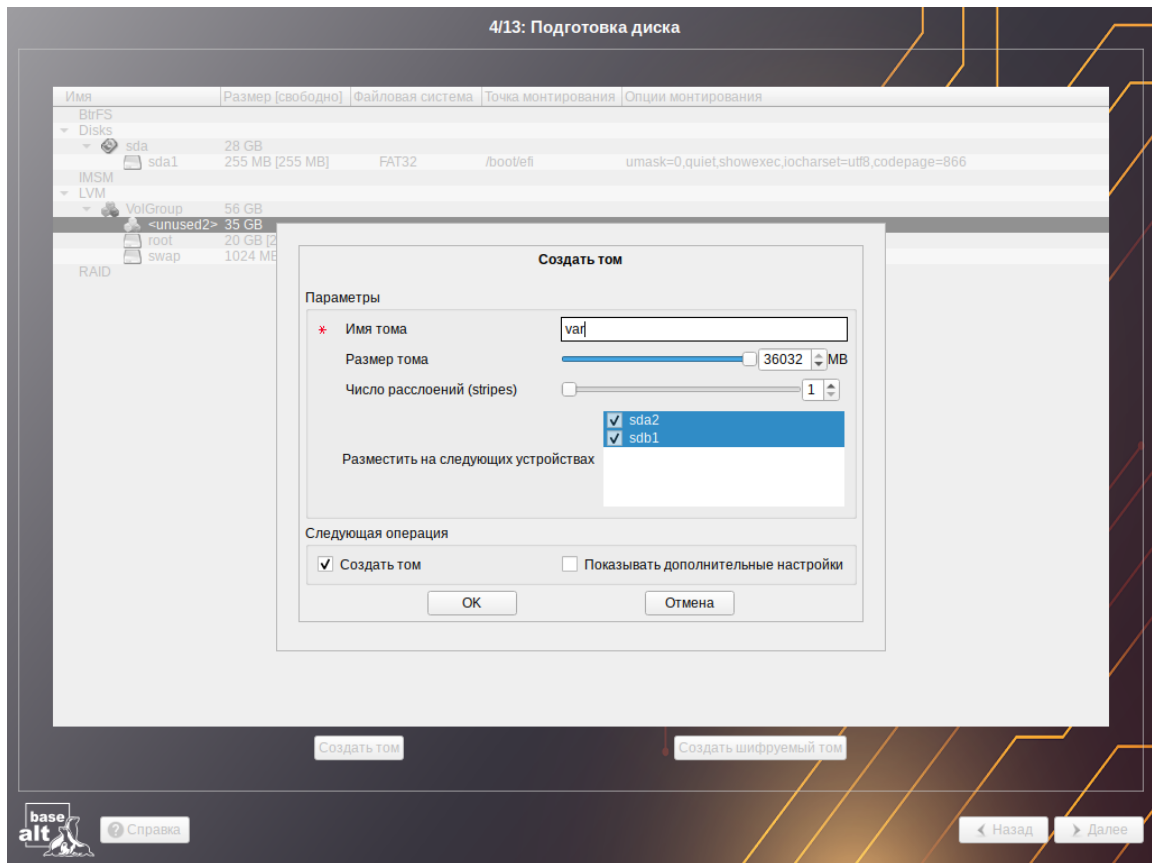 4/13: Подготовка диска
Имя Размер [свободно] Файловая система Точка монтирования Опции монтирования
BtrFS
Disks
sda 28 GB
sda1 255 MB [255 MB] FAT32 /boot/efi umask=0,quiet,showexec,iocharset=utf8,codepage=866
IMSM
LVM
VolGroup 56 GB
<unused2> 35 GB
root 20 GB [2
swap 1024 MB
RAID
Создать том
Параметры
* Имя тома var
Размер тома 36032 MB
Число расслоений (stripes) 1
sda2
sdb1
Разместить на следующих устройствах
Следующая операция
Создать том Показывать дополнительные настройки
OK Отмена
Создать том Создать шифруемый том
base
alt
Справка Назад Далее